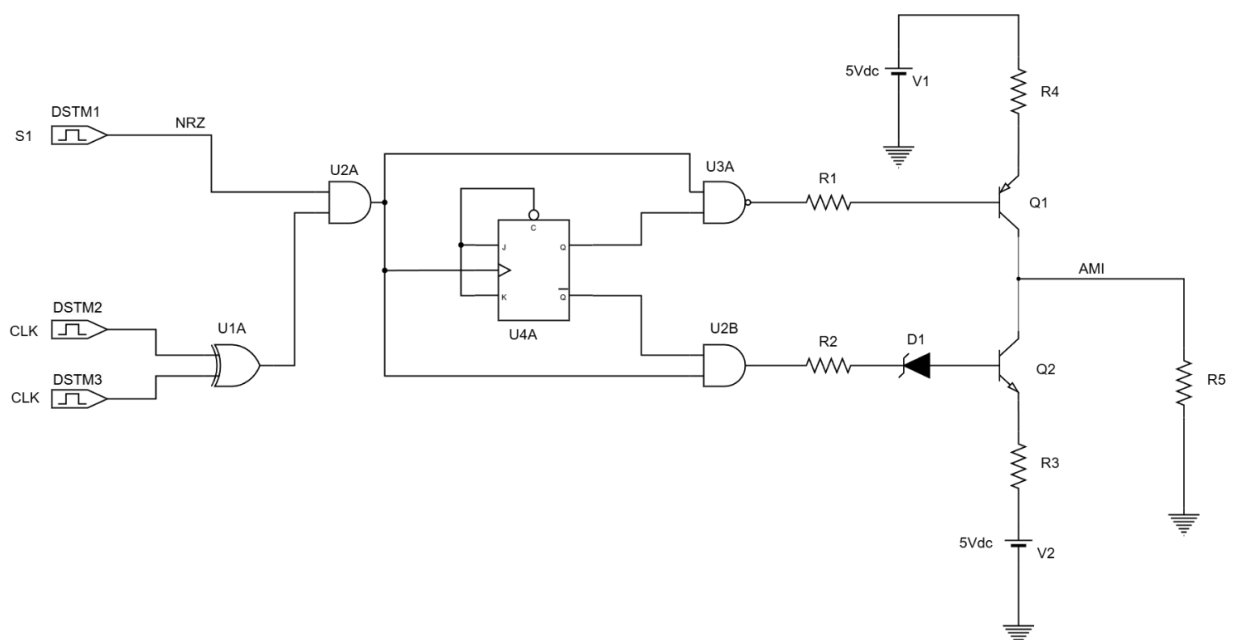 5Vdc
V1
R4
DSTM1
S1
NRZ
U2A
U3A
R1
Q1
C
J
Q
K
Q
U4A
AMI
DSTM2
CLK
U1A
DSTM3
CLK
U2B
R2
D1
Q2
R5
R3
5Vdc
V2